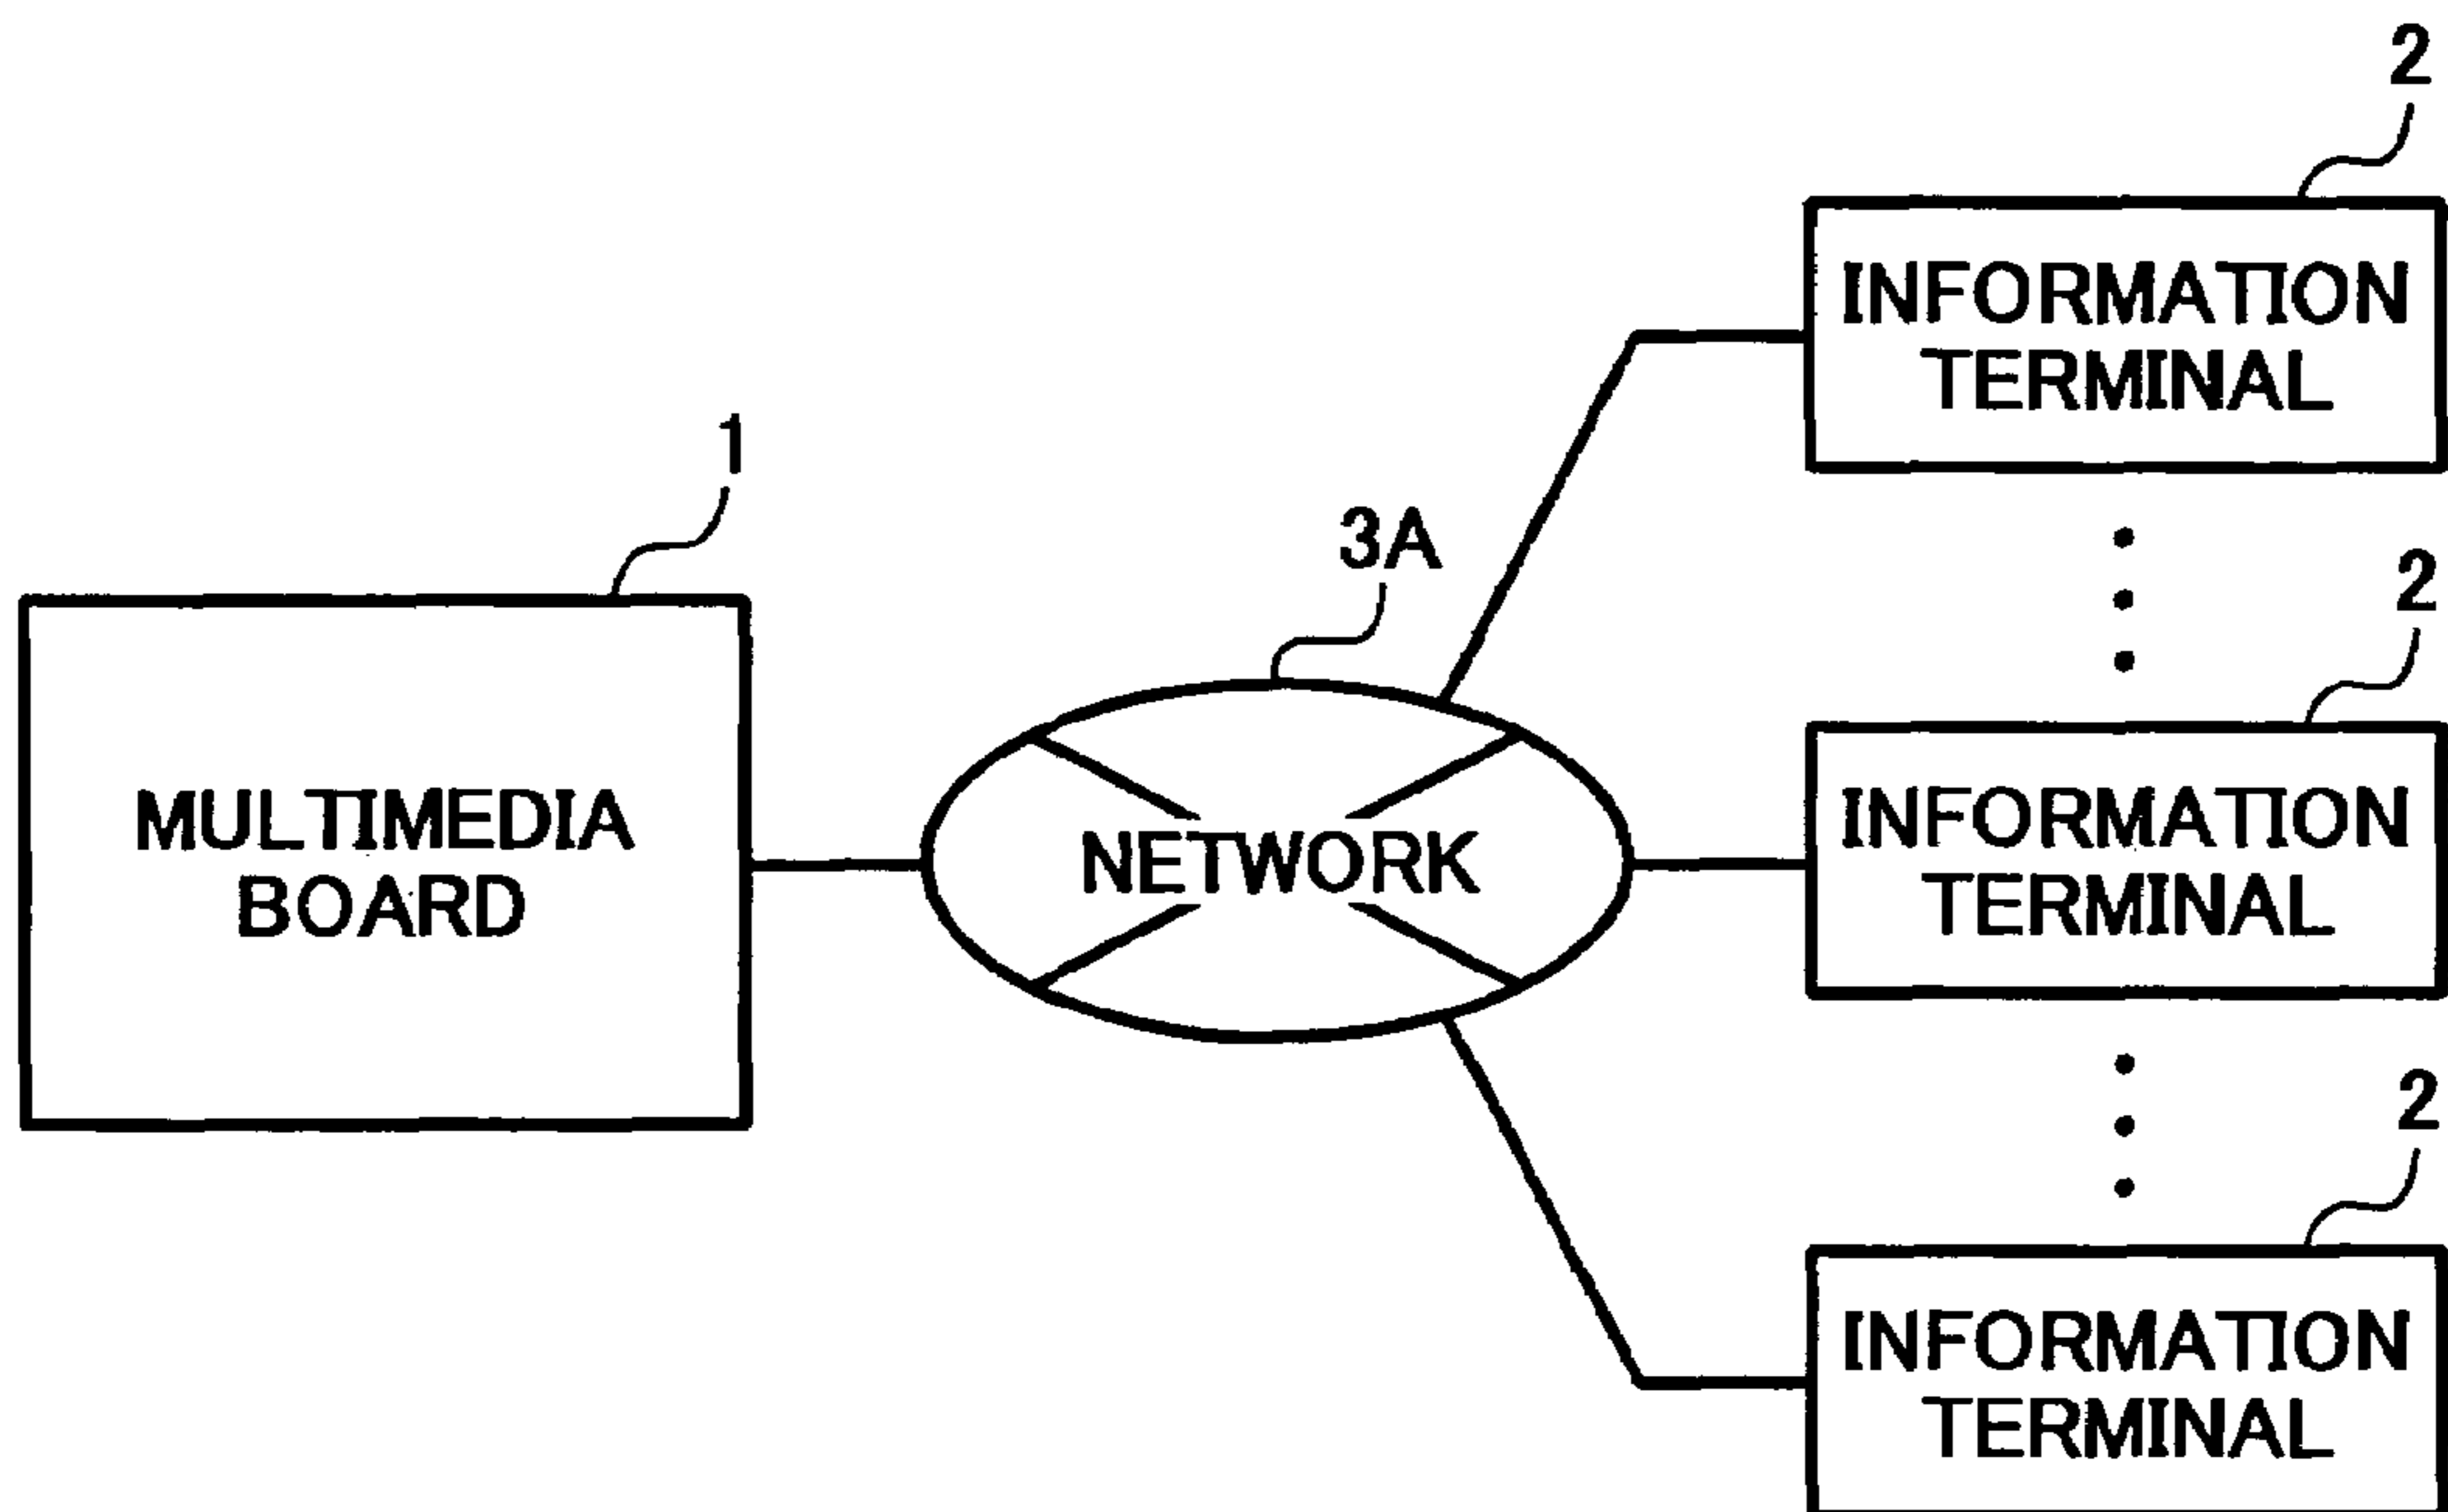 2
INFORMATION
TERMINAL
1
3A
2
MULTIMEDIA
BOARD
NETWORK
INFORMATION
TERMINAL
2
INFORMATION
TERMINAL